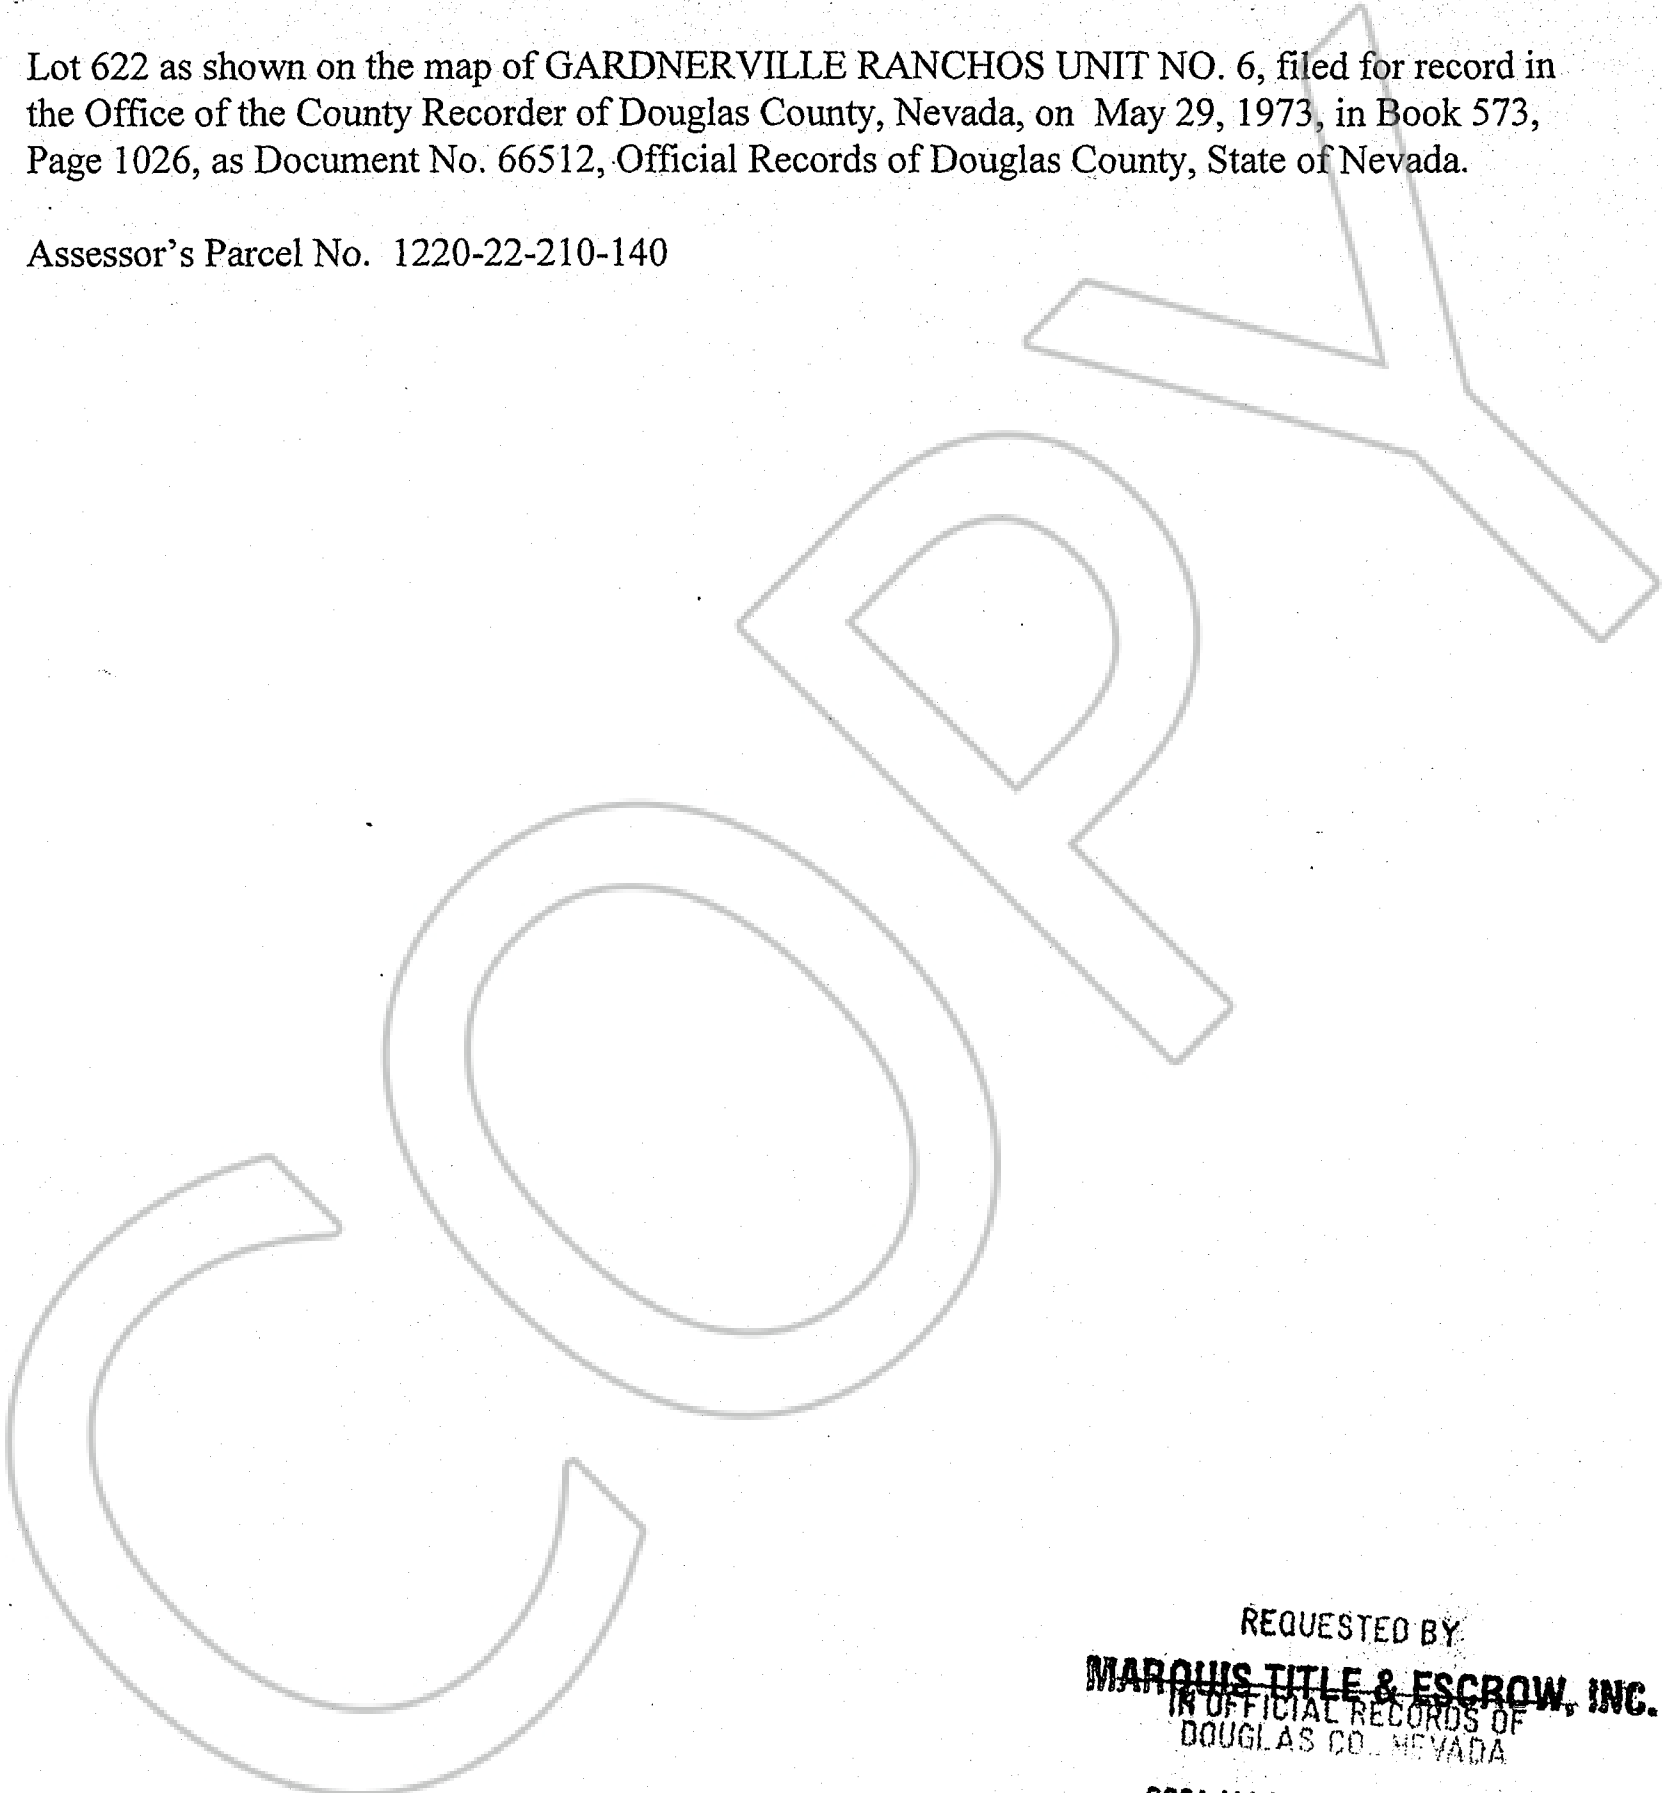 Lot 622 as shown on the map of GARDNERVILLE RANCHOS UNIT NO. 6, filed for record in
the Office of the County Recorder of Douglas County, Nevada, on May 29, 1973, in Book 573,
Page 1026, as Document No. 66512, Official Records of Douglas County, State of Nevada.
Assessor's Parcel No. 1220-22-210-140
COPY
REQUESTED BY
MARQUIS TITLE & ESCROW, INC.
IN OFFICIAL RECORDS OF
DOUGLAS CO., NEVADA